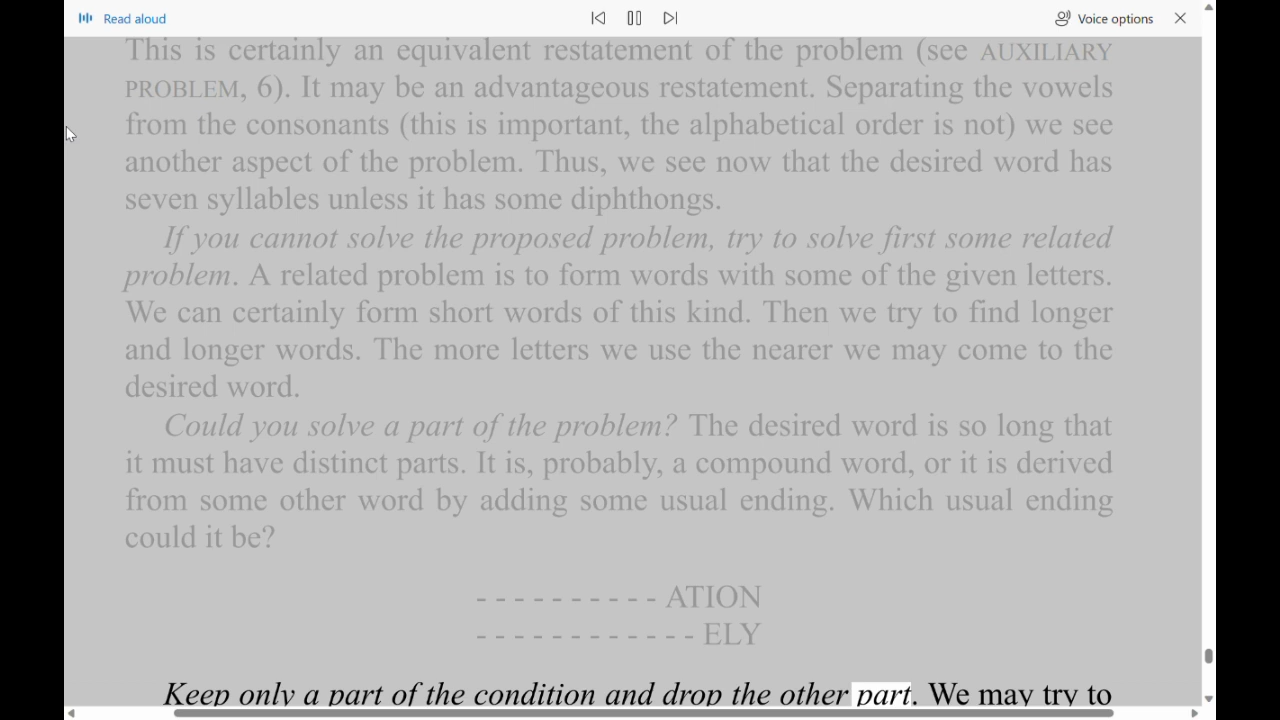 Read aloud
Voice options
This is certainly an equivalent restatement of the problem (see AUXILIARY
PROBLEM, 6). It may be an advantageous restatement. Separating the vowels
from the consonants (this is important, the alphabetical order is not) we see
another aspect of the problem. Thus, we see now that the desired word has
seven syllables unless it has some diphthongs.
If you cannot solve the proposed problem, try to solve first some related
problem. A related problem is to form words with some of the given letters.
We can certainly form short words of this kind. Then we try to find longer
and longer words. The more letters we use the nearer we may come to the
desired word.
Could you solve a part of the problem? The desired word is so long that
it must have distinct parts. It is, probably, a compound word, or it is derived
from some other word by adding some usual ending. Which usual ending
could it be?
- - - - - - - - - - ATION
- - - - - - - - - - - - ELY
Keep only a part of the condition and drop the other part. We may try to